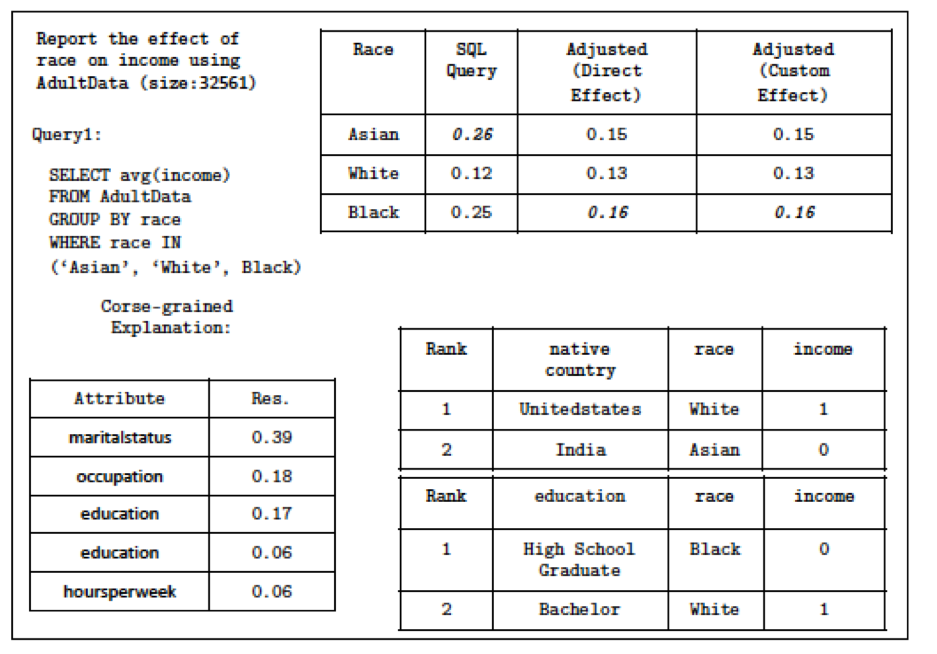 Report the effect of
race on income using
AdultData (size:32561)
Query1:
SELECT avg(income)
FROM AdultData
GROUP BY race
WHERE race IN
(‘Asian’, ‘White’, Black)
Race SQL Query Adjusted (Direct Effect) Adjusted (Custom Effect)
Asian 0.26 0.15 0.15
White 0.12 0.13 0.13
Black 0.25 0.16 0.16
Corse-grained
Explanation:
Attribute Res.
maritalstatus 0.39
occupation 0.18
education 0.17
education 0.06
hoursperweek 0.06
Rank native country race income
1 Unitedstates White 1
2 India Asian 0
Rank education race income
1 High School Graduate Black 0
2 Bachelor White 1